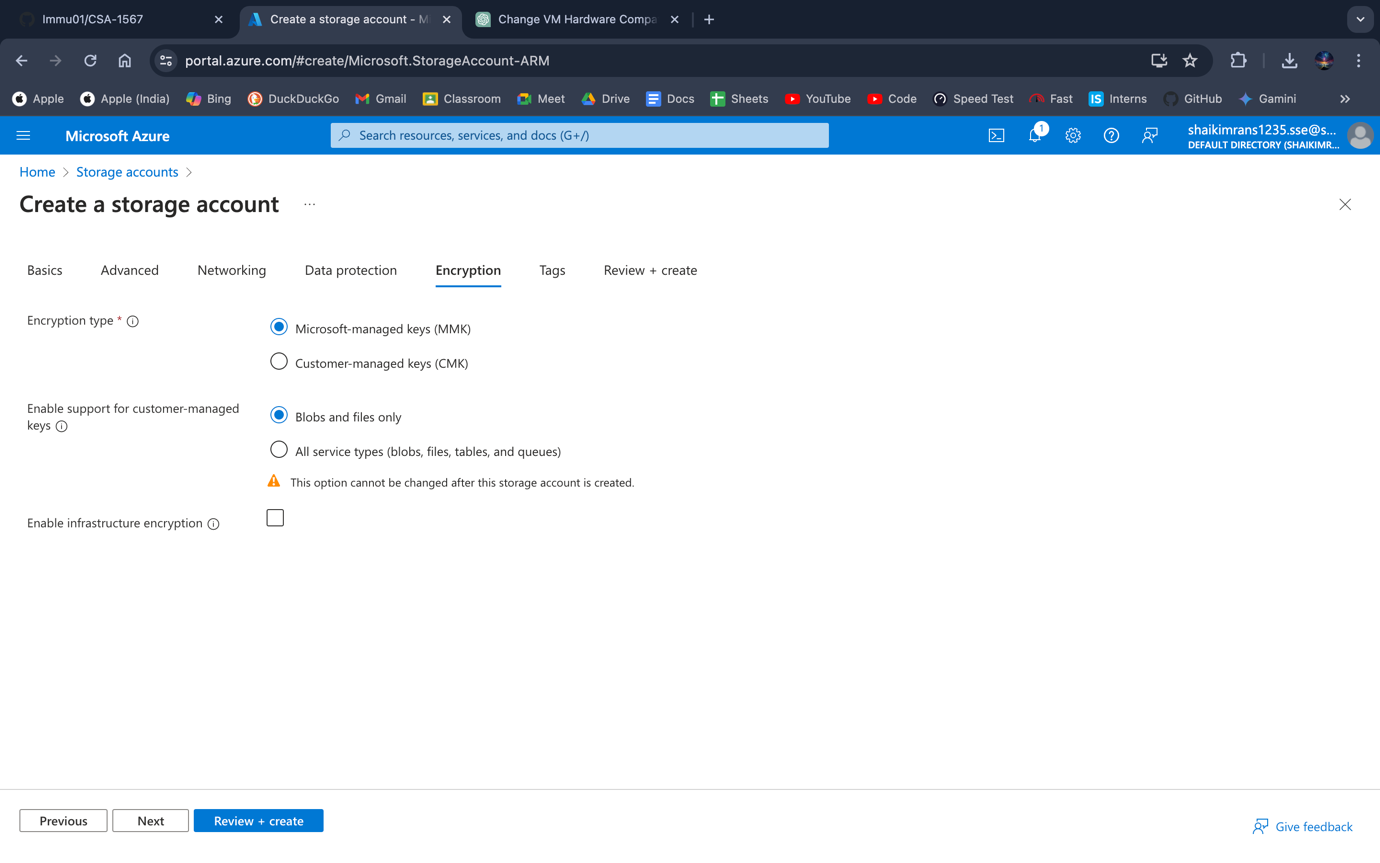 Immu01/CSA-1567
Create a storage account - Mi
Change VM Hardware Compa
portal.azure.com/#create/Microsoft.StorageAccount-ARM
Apple
Apple (India)
Bing
DuckDuckGo
Gmail
Classroom
Meet
Drive
Docs
Sheets
YouTube
Code
Speed Test
Fast
IS
Interns
GitHub
Gamini
Microsoft Azure
Search resources, services, and docs (G+/)
1
shaikimrans1235.sse@s...
DEFAULT DIRECTORY (SHAIKIMR...
Home > Storage accounts >
Create a storage account
...
Basics
Advanced
Networking
Data protection
Encryption
Tags
Review + create
Encryption type *
Microsoft-managed keys (MMK)
Customer-managed keys (CMK)
Enable support for customer-managed
keys
Blobs and files only
All service types (blobs, files, tables, and queues)
This option cannot be changed after this storage account is created.
Enable infrastructure encryption
Previous
Next
Review + create
Give feedback